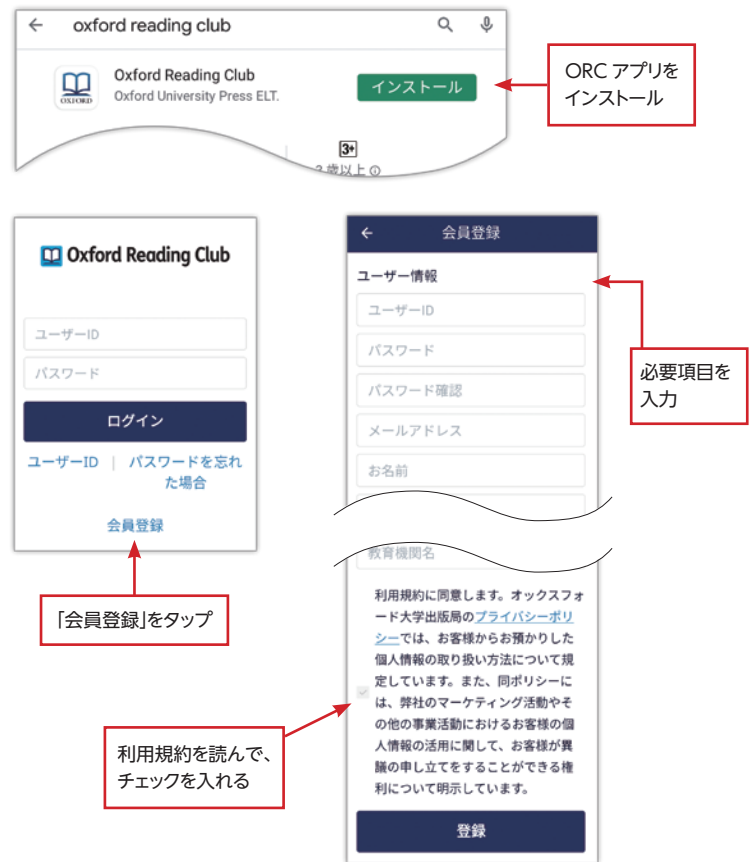 oxford reading club
OXFORD
Oxford Reading Club
Oxford University Press ELT.
インストール
ORC アプリを
インストール
3+
3 歳以上
Oxford Reading Club
ユーザーID
パスワード
ログイン
ユーザーID | パスワードを忘れ
た場合
会員登録
「会員登録」をタップ
会員登録
ユーザー情報
ユーザーID
パスワード
パスワード確認
メールアドレス
お名前
必要項目を
入力
教育機関名
利用規約に同意します。オックスフォ
ード大学出版局のプライバシーポリ
シーでは、お客様からお預かりした
個人情報の取り扱い方法について規
定しています。また、同ポリシーに
は、弊社のマーケティング活動やそ
の他の事業活動におけるお客様の個
人情報の活用に関して、お客様が異
議の申し立てをすることができる権
利について明示しています。
利用規約を読んで、
チェックを入れる
登録